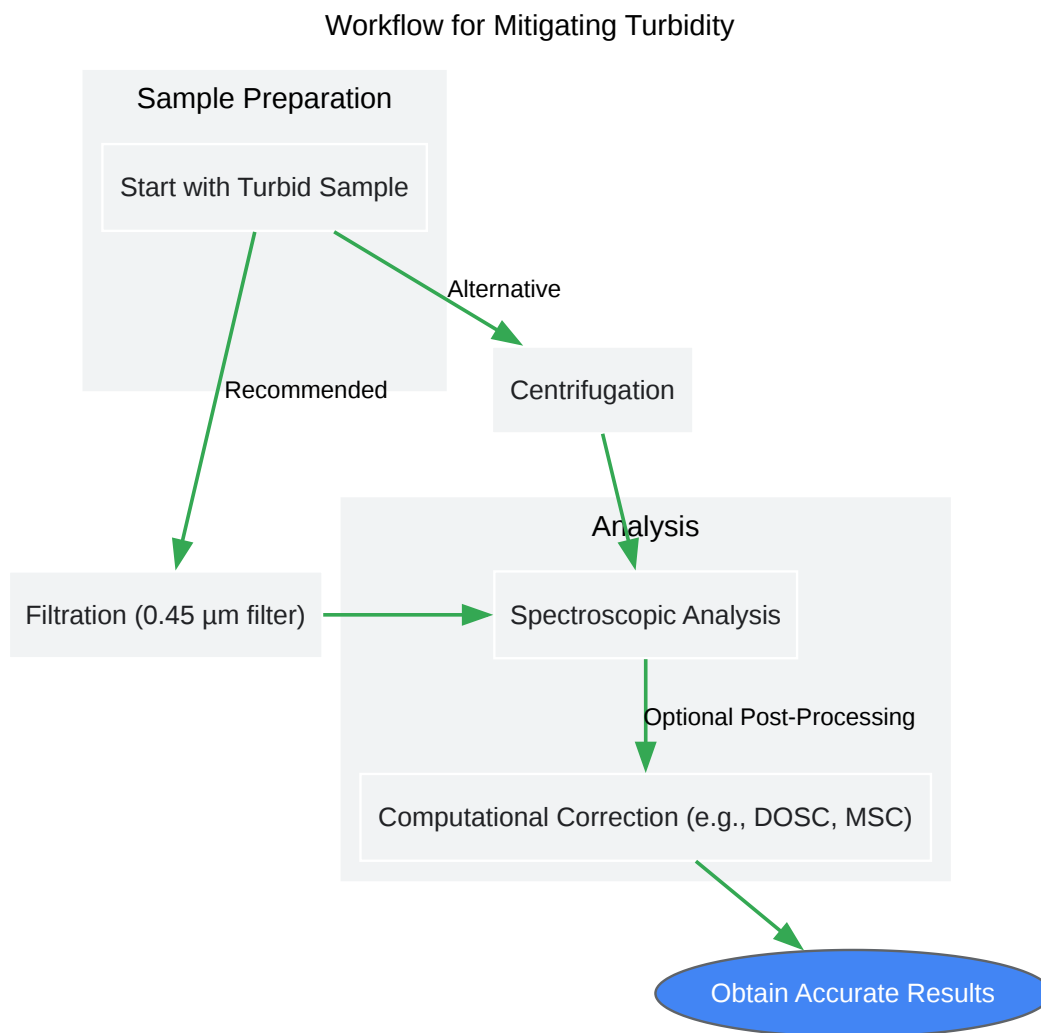 Workflow for Mitigating Turbidity
Sample Preparation
Start with Turbid Sample
Alternative
Recommended
Centrifugation
Analysis
Filtration (0.45 µm filter)
Spectroscopic Analysis
Optional Post-Processing
Computational Correction (e.g., DOSC, MSC)
Obtain Accurate Results